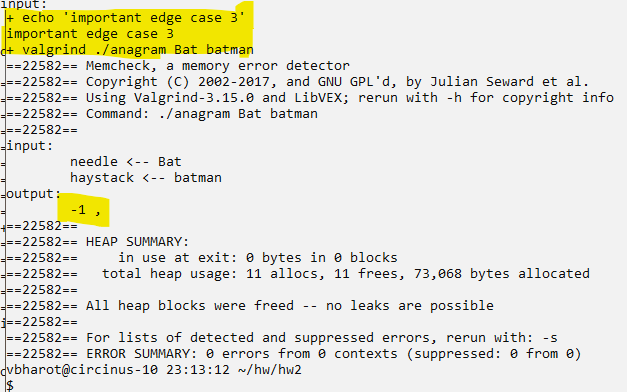 input:
+ echo 'important edge case 3'
important edge case 3
+ valgrind ./anagram Bat batman
==22582== Memcheck, a memory error detector
==22582== Copyright (C) 2002-2017, and GNU GPL'd, by Julian Seward et al.
==22582== Using Valgrind-3.15.0 and LibVEX; rerun with -h for copyright info
==22582== Command: ./anagram Bat batman
==22582==
input:
needle <-- Bat
haystack <-- batman
output:
-1 ,
==22582==
==22582== HEAP SUMMARY:
==22582== in use at exit: 0 bytes in 0 blocks
==22582== total heap usage: 11 allocs, 11 frees, 73,068 bytes allocated
==22582==
==22582== All heap blocks were freed -- no leaks are possible
==22582==
==22582== For lists of detected and suppressed errors, rerun with: -s
==22582== ERROR SUMMARY: 0 errors from 0 contexts (suppressed: 0 from 0)
vbharot@circinus-10 23:13:12 ~/hw/hw2
$